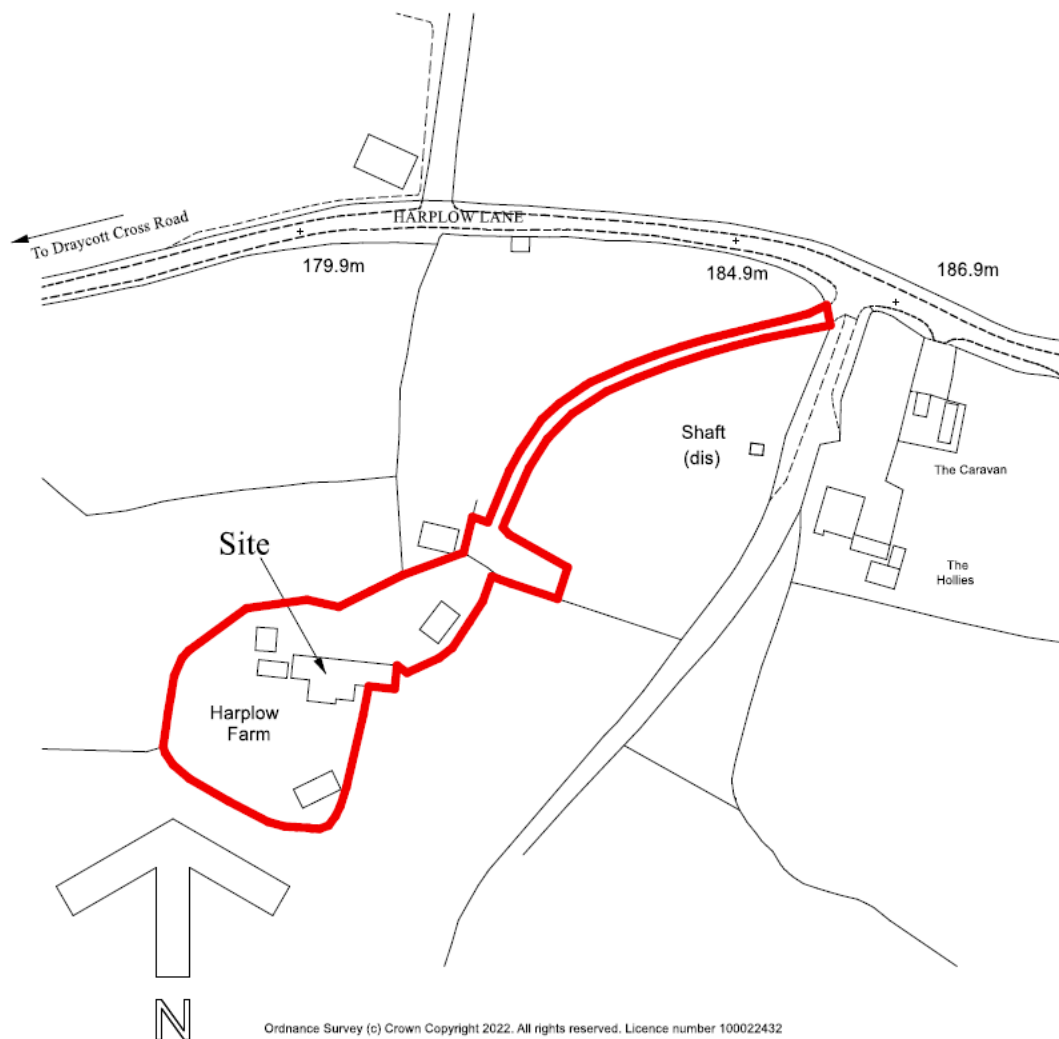 To Draycott Cross Road
HARPLOW LANE
179.9m
184.9m
186.9m
Shaft
(dis)
The Caravan
The
Hollies
Site
Harplow
Farm
N
Ordnance Survey (c) Crown Copyright 2022. All rights reserved. Licence number 100022432